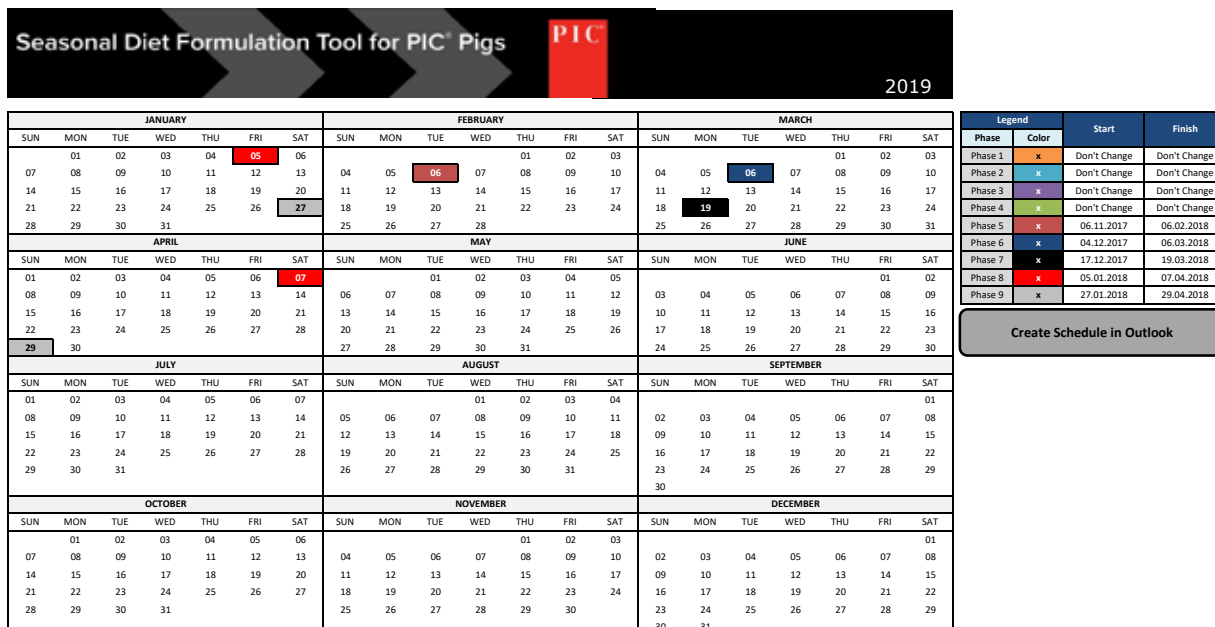 Seasonal Diet Formulation Tool for PIC® Pigs
PIC®
2019
JANUARY FEBRUARY MARCH
SUN MON TUE WED THU FRI SAT SUN MON TUE WED THU FRI SAT SUN MON TUE WED THU FRI SAT
01 02 03 04 05 06 01 02 03 01 02 03
07 08 09 10 11 12 13 04 05 06 07 08 09 10 04 05 06 07 08 09 10
14 15 16 17 18 19 20 11 12 13 14 15 16 17 11 12 13 14 15 16 17
21 22 23 24 25 26 27 18 19 20 21 22 23 24 18 19 20 21 22 23 24
28 29 30 31 25 26 27 28 25 26 27 28 29 30 31
APRIL MAY JUNE
SUN MON TUE WED THU FRI SAT SUN MON TUE WED THU FRI SAT SUN MON TUE WED THU FRI SAT
01 02 03 04 05 06 07 01 02 03 04 05 01 02
08 09 10 11 12 13 14 06 07 08 09 10 11 12 03 04 05 06 07 08 09
15 16 17 18 19 20 21 13 14 15 16 17 18 19 10 11 12 13 14 15 16
22 23 24 25 26 27 28 20 21 22 23 24 25 26 17 18 19 20 21 22 23
29 30 27 28 29 30 31 24 25 26 27 28 29 30
JULY AUGUST SEPTEMBER
SUN MON TUE WED THU FRI SAT SUN MON TUE WED THU FRI SAT SUN MON TUE WED THU FRI SAT
01 02 03 04 05 06 07 01 02 03 04 01
08 09 10 11 12 13 14 05 06 07 08 09 10 11 02 03 04 05 06 07 08
15 16 17 18 19 20 21 12 13 14 15 16 17 18 09 10 11 12 13 14 15
22 23 24 25 26 27 28 19 20 21 22 23 24 25 16 17 18 19 20 21 22
29 30 31 26 27 28 29 30 31 23 24 25 26 27 28 29
30
OCTOBER NOVEMBER DECEMBER
SUN MON TUE WED THU FRI SAT SUN MON TUE WED THU FRI SAT SUN MON TUE WED THU FRI SAT
01 02 03 04 05 06 01 02 03 01
07 08 09 10 11 12 13 04 05 06 07 08 09 10 02 03 04 05 06 07 08
14 15 16 17 18 19 20 11 12 13 14 15 16 17 09 10 11 12 13 14 15
21 22 23 24 25 26 27 18 19 20 21 22 23 24 16 17 18 19 20 21 22
28 29 30 31 25 26 27 28 29 30 23 24 25 26 27 28 29
30 31
Legend Start Finish
Phase Color
Phase 1 x Don't Change Don't Change
Phase 2 x Don't Change Don't Change
Phase 3 x Don't Change Don't Change
Phase 4 x Don't Change Don't Change
Phase 5 x 06.11.2017 06.02.2018
Phase 6 x 04.12.2017 06.03.2018
Phase 7 x 17.12.2017 19.03.2018
Phase 8 x 05.01.2018 07.04.2018
Phase 9 x 27.01.2018 29.04.2018
Create Schedule in Outlook